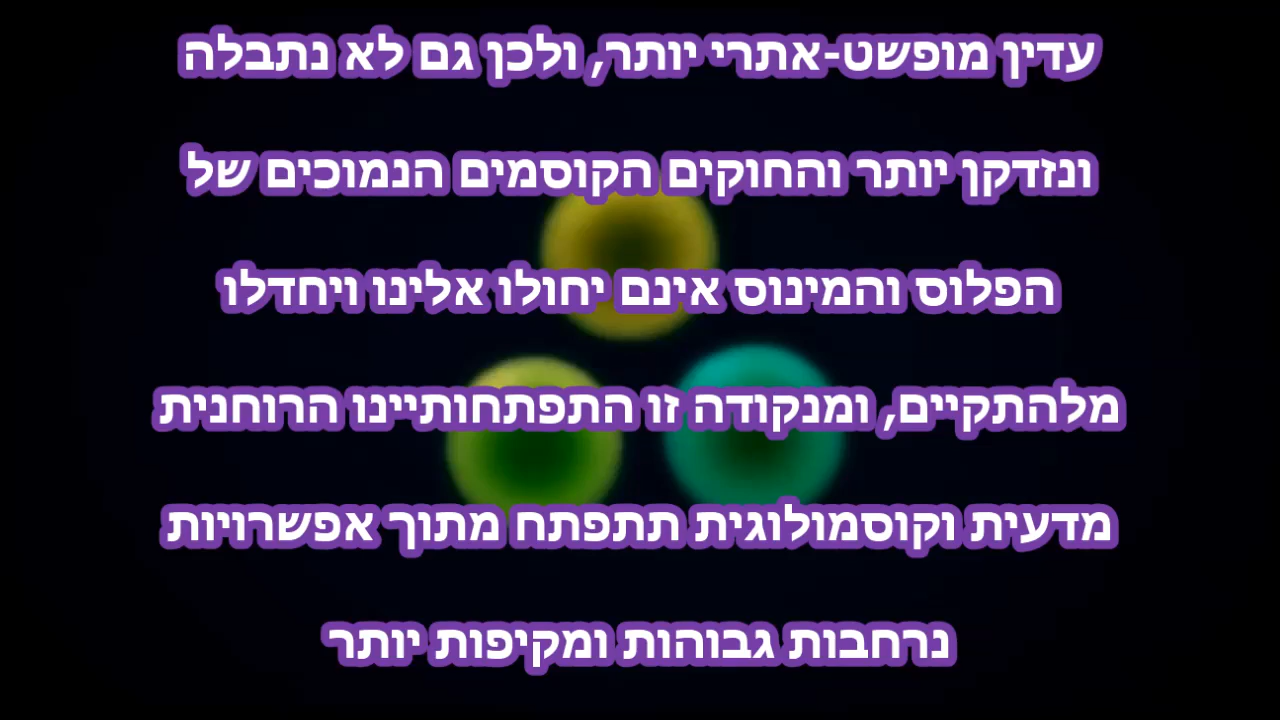 עדין מופשט-אתרי יותר, ולכן גם לא נתבלה
ונזדקן יותר והחוקים הקוסמים הנמוכים של
הפלוס והמינוס אינם יחולו אלינו ויחדלו
מלהתקיים, ומנקודה זו התפתחותיינו הרוחנית
מדעית וקוסמולוגית תתפתח מתוך אפשרויות
נרחבות גבוהות ומקיפות יותר